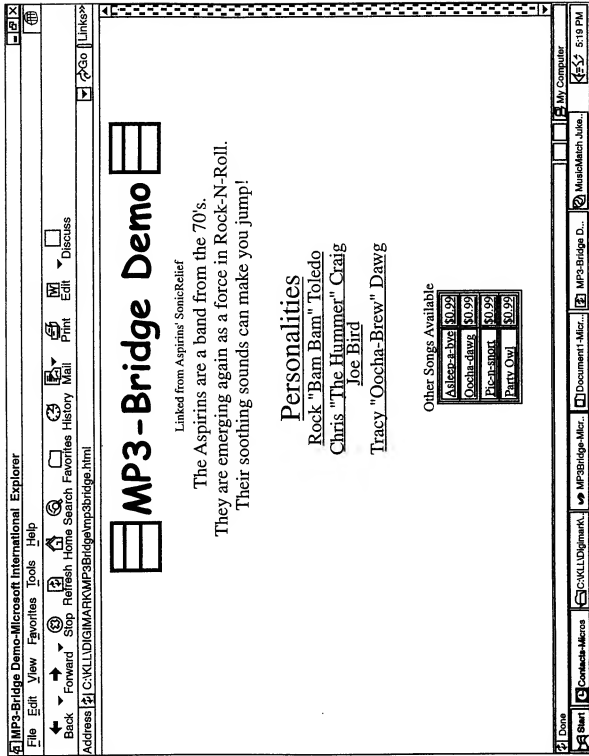 MP3-Bridge Demo-Microsoft International Explorer
File Edit View Favorites Tools Help
Back Forward Stop Refresh Home Search Favorites History Mail Print Edit Discuss
Address C:\KLL\DIGIMARK\MP3Bridge\mp3bridge.html Go Links»
MP3-Bridge Demo
Linked from Aspirins' SonicRelief
The Aspirins are a band from the 70's.
They are emerging again as a force in Rock-N-Roll.
Their soothing sounds can make you jump!
Personalities
Rock "Bam Bam" Toledo
Chris "The Hummer" Craig
Joe Bird
Tracy "Oocha-Brew" Dawg
Other Songs Available
Asleep-a-bye $0.99
Oocha-dawg $0.99
Pic-n-snort $0.99
Party Owl $0.99
Done My Computer
Start Contacts-Micros C:\KLL\Digimark\.. MP3Bridge-Micr.. Document1-Micr... MP3-Bridge D... MusicMatch Juke... 5:19 PM